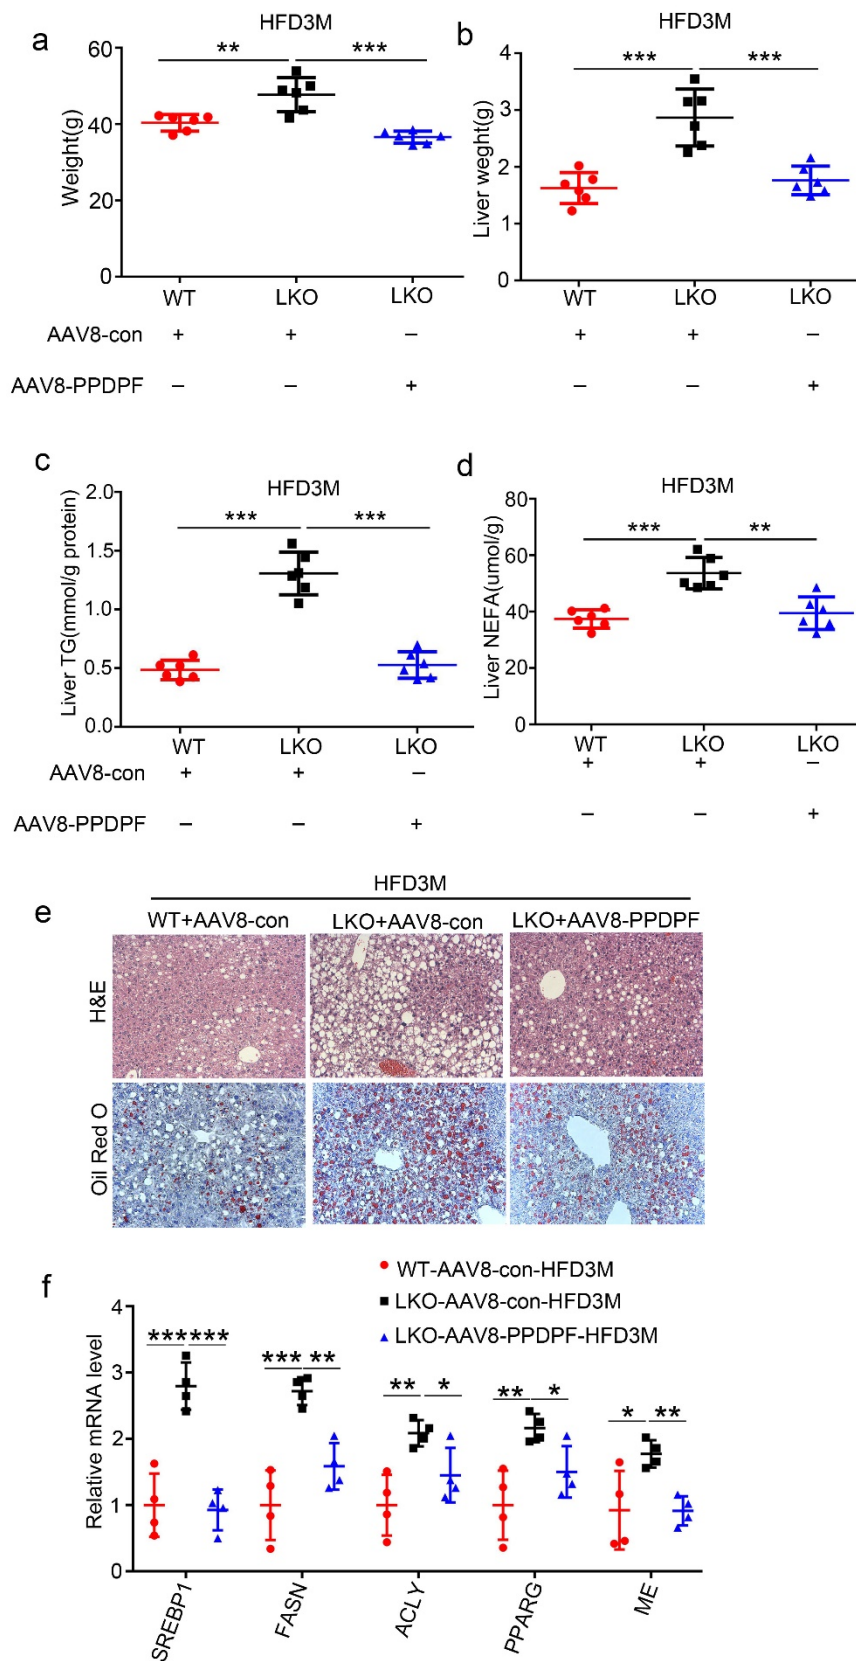 a
HFD3M
** ***
Weight(g)
60
40
20
0
WT LKO LKO
AAV8-con + + –
AAV8-PPDPF – – +
b
HFD3M
*** ***
Liver weght(g)
4
3
2
1
0
WT LKO LKO
+ + –
– – +
c
HFD3M
*** ***
Liver TG(mmol/g protein)
2.0
1.5
1.0
0.5
0.0
WT LKO LKO
AAV8-con + + –
AAV8-PPDPF – – +
d
HFD3M
*** **
Liver NEFA(umol/g)
80
60
40
20
0
WT LKO LKO
+ + –
– – +
e
HFD3M
WT+AAV8-con LKO+AAV8-con LKO+AAV8-PPDPF
H&E
Oil Red O
f
WT-AAV8-con-HFD3M
LKO-AAV8-con-HFD3M
LKO-AAV8-PPDPF-HFD3M
Relative mRNA level
4
3
2
1
0
*** *** *** ** ** * ** * * **
SREBP1 FASN ACLY PPARG ME